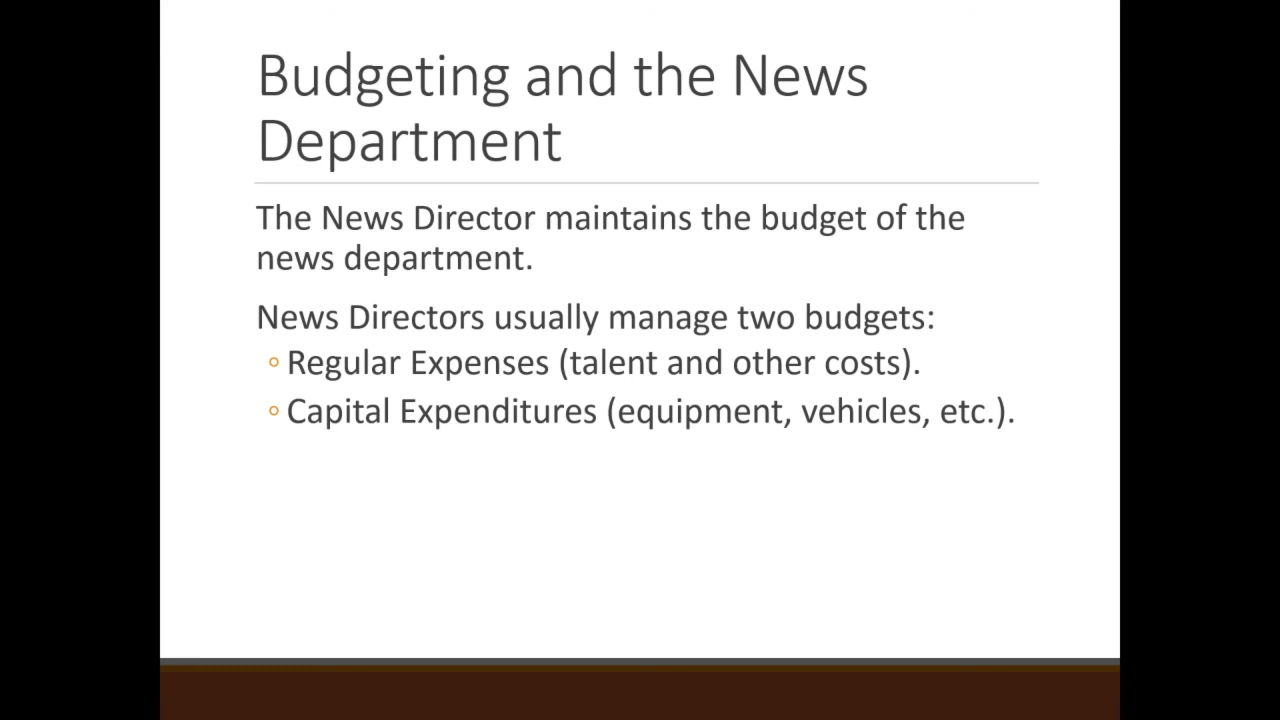 Budgeting and the News
Department
The News Director maintains the budget of the
news department.
News Directors usually manage two budgets:
◦ Regular Expenses (talent and other costs).
◦ Capital Expenditures (equipment, vehicles, etc.).